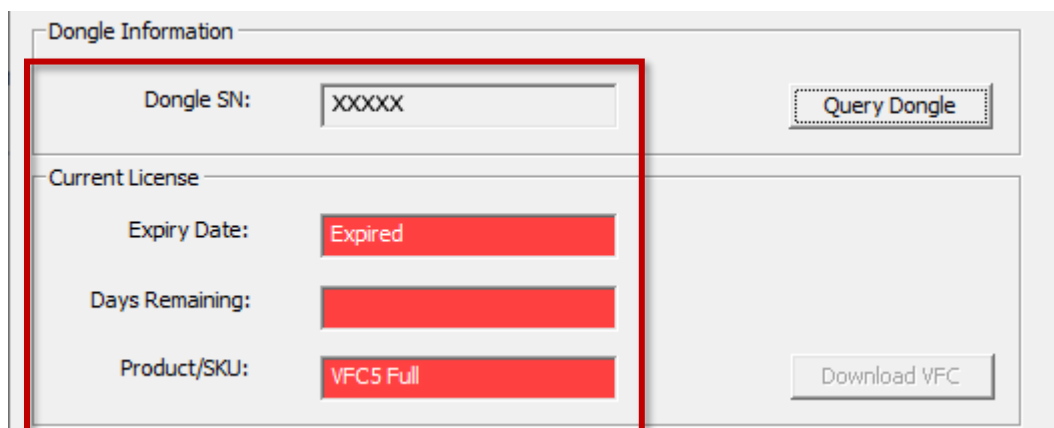 Dongle Information
Dongle SN: XXXXX Query Dongle
Current License
Expiry Date: Expired
Days Remaining:
Product/SKU: VFC5 Full Download VFC